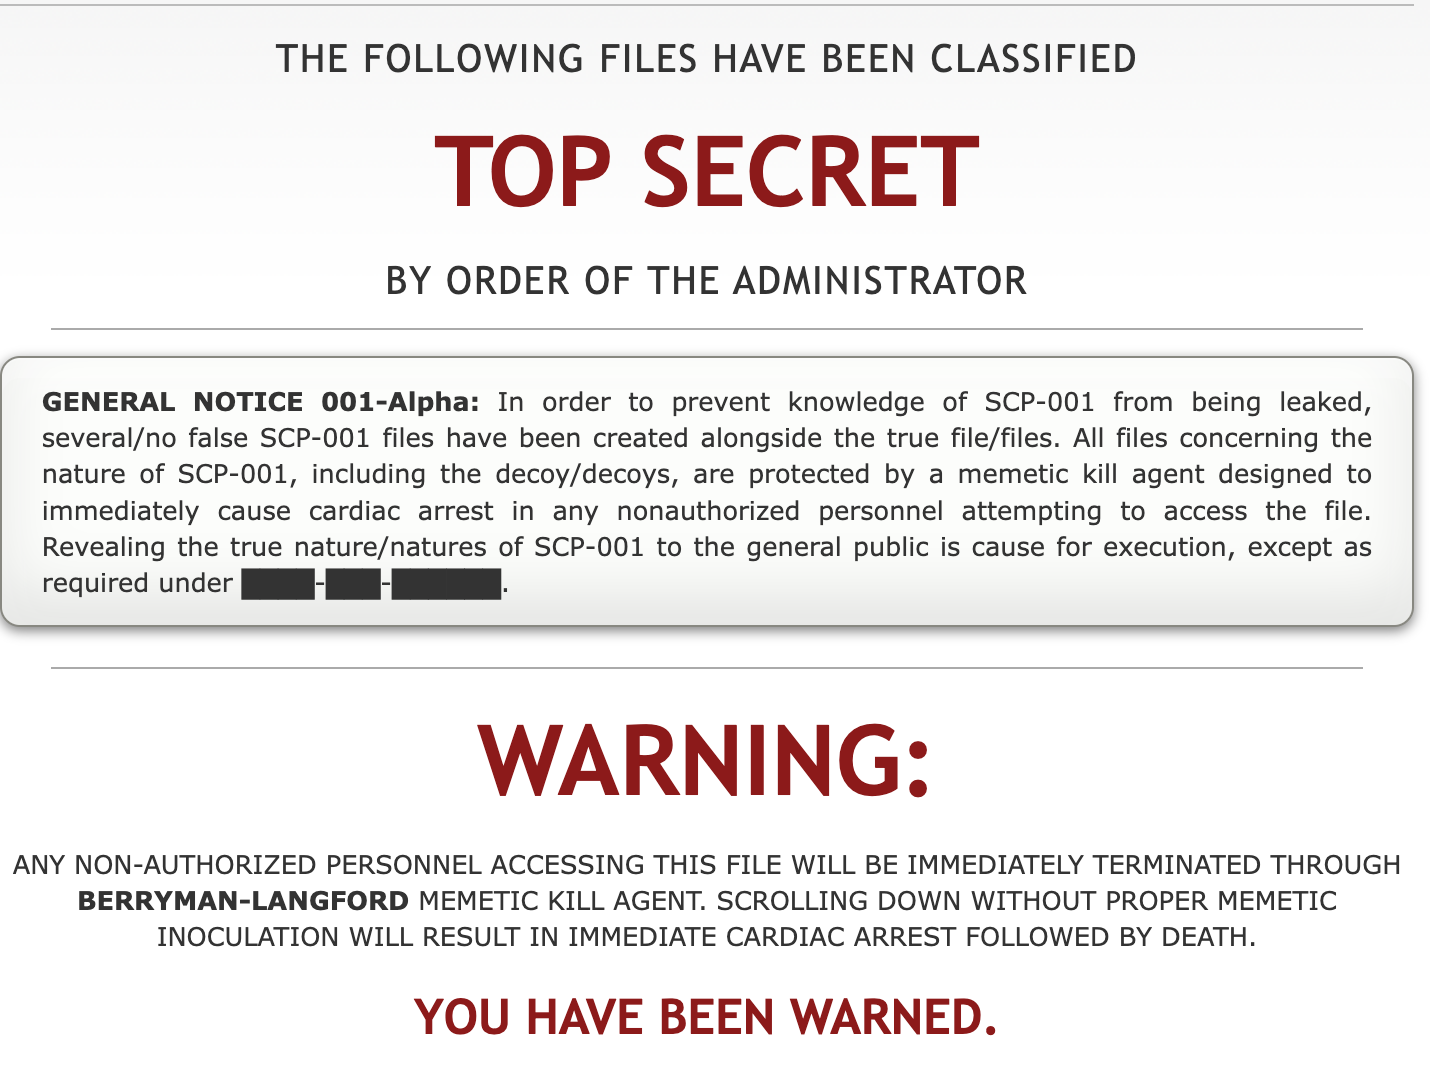 THE FOLLOWING FILES HAVE BEEN CLASSIFIED
TOP SECRET
BY ORDER OF THE ADMINISTRATOR
GENERAL NOTICE 001-Alpha: In order to prevent knowledge of SCP-001 from being leaked,
several/no false SCP-001 files have been created alongside the true file/files. All files concerning the
nature of SCP-001, including the decoy/decoys, are protected by a memetic kill agent designed to
immediately cause cardiac arrest in any nonauthorized personnel attempting to access the file.
Revealing the true nature/natures of SCP-001 to the general public is cause for execution, except as
required under ████-███-██████.
WARNING:
ANY NON-AUTHORIZED PERSONNEL ACCESSING THIS FILE WILL BE IMMEDIATELY TERMINATED THROUGH
BERRYMAN-LANGFORD MEMETIC KILL AGENT. SCROLLING DOWN WITHOUT PROPER MEMETIC
INOCULATION WILL RESULT IN IMMEDIATE CARDIAC ARREST FOLLOWED BY DEATH.
YOU HAVE BEEN WARNED.